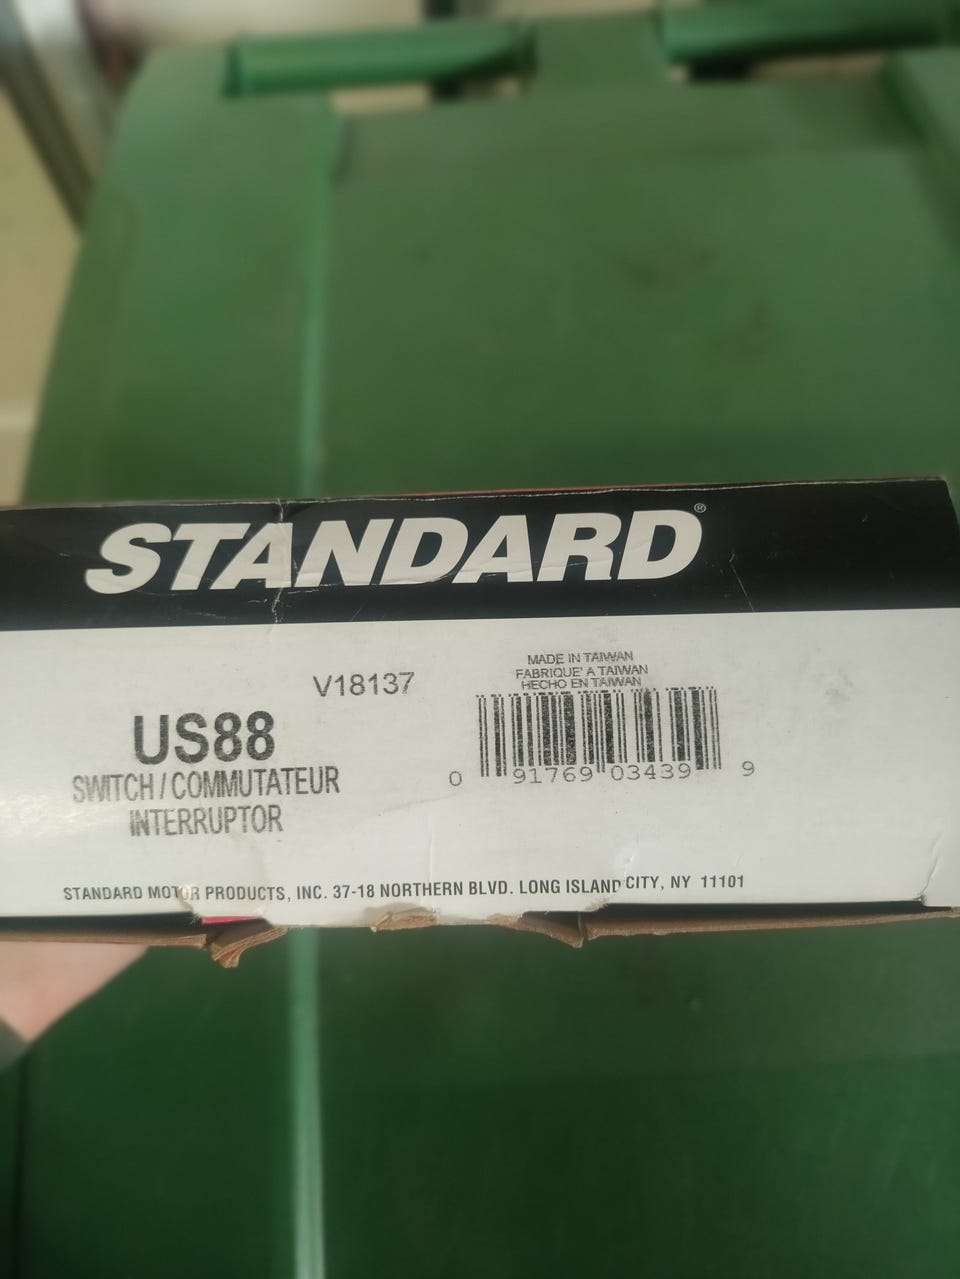 STANDARD®
MADE IN TAIWAN
FABRIQUE' A TAIWAN
HECHO EN TAIWAN
V18137
US88
SWITCH / COMMUTATEUR
INTERRUPTOR
0 91769 03439 9
STANDARD MOTOR PRODUCTS, INC. 37-18 NORTHERN BLVD. LONG ISLAND CITY, NY 11101